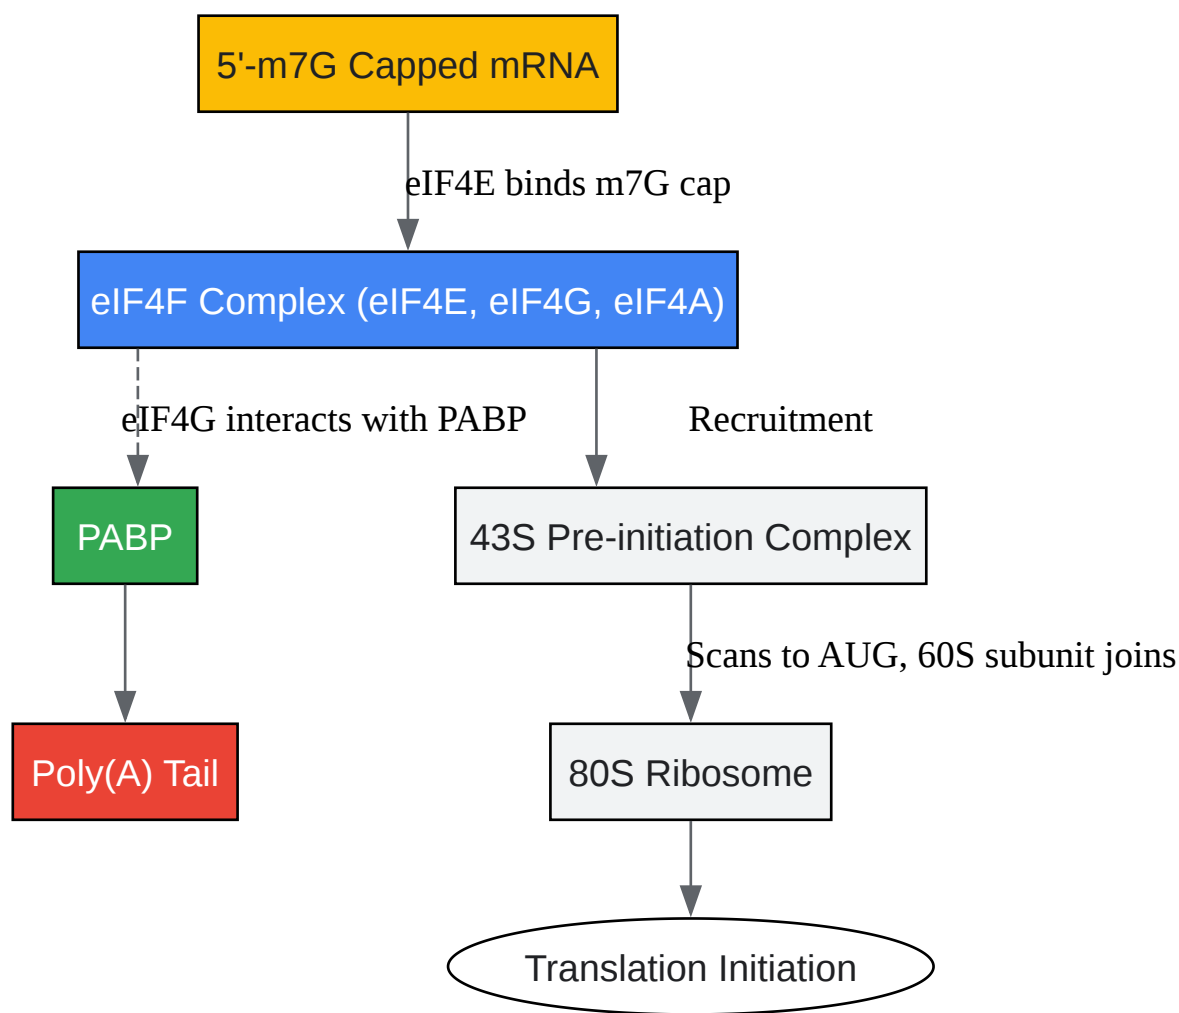 5'-m7G Capped mRNA
eIF4E binds m7G cap
eIF4F Complex (eIF4E, eIF4G, eIF4A)
eIF4G interacts with PABP
Recruitment
PABP
43S Pre-initiation Complex
Scans to AUG, 60S subunit joins
Poly(A) Tail
80S Ribosome
Translation Initiation